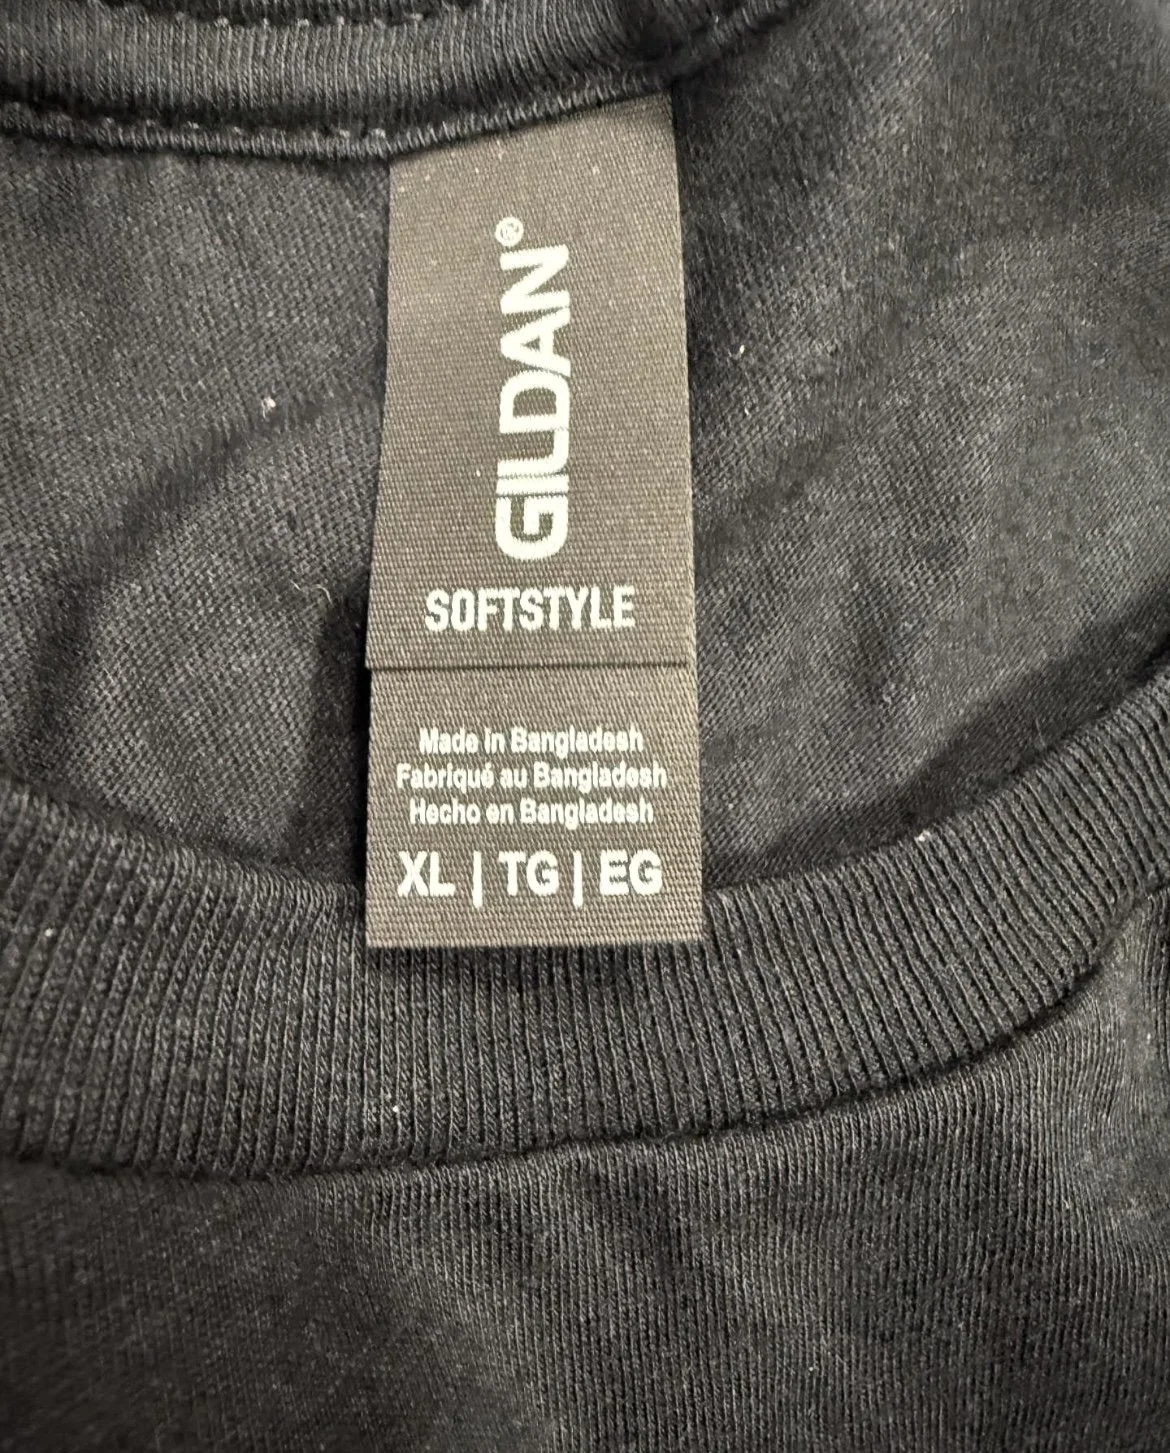 GILDAN®
SOFTSTYLE
Made in Bangladesh
Fabriqué au Bangladesh
Hecho en Bangladesh
XL | TG | EG